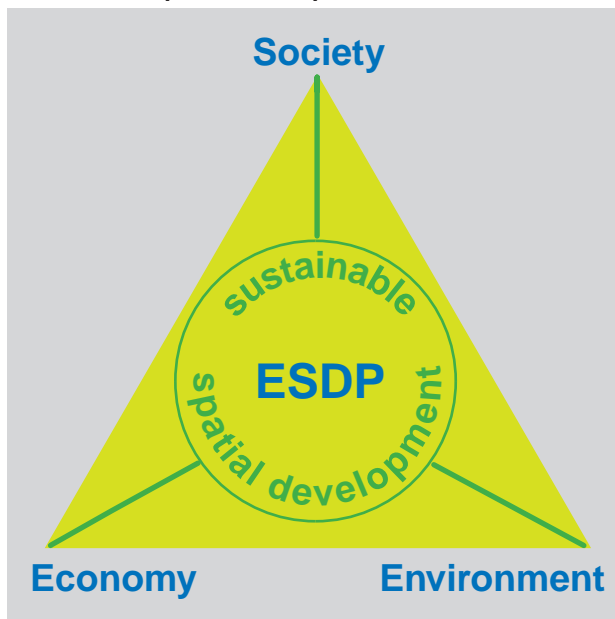 Society
sustainable
ESDP
spatial development
Economy
Environment